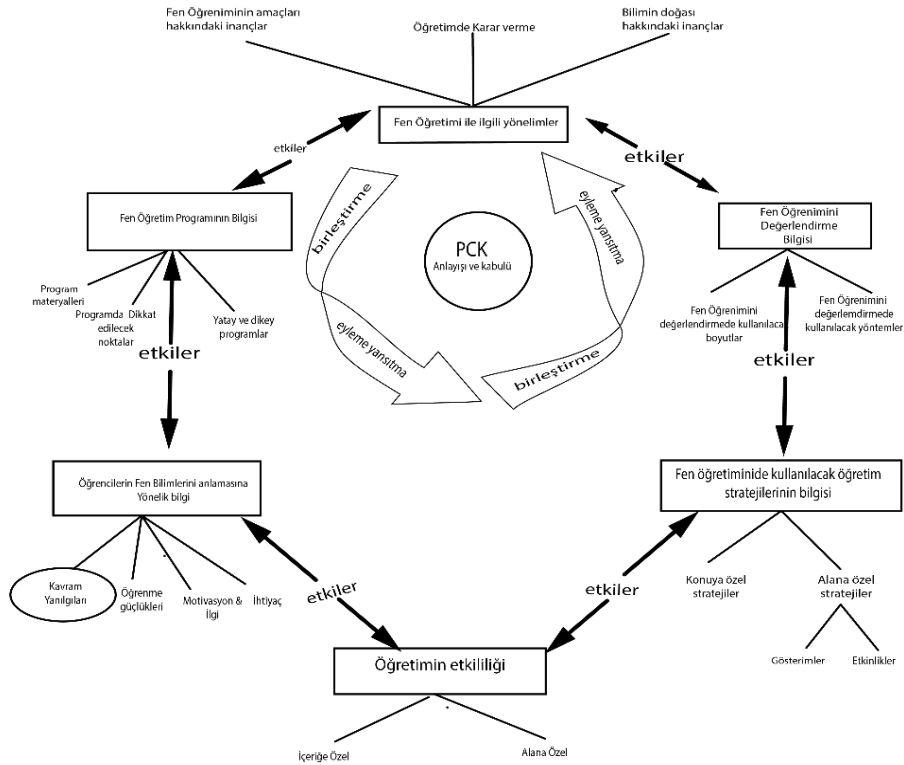 Fen Öğreniminin amaçları
hakkındaki inançlar
Öğretimde Karar verme
Bilimin doğası
hakkındaki inançlar
Fen Öğretimi ile ilgili yönelimler
etkiler
etkiler
Fen Öğretim Programının Bilgisi
birleştirme
eyleme yansıtma
PCK
Anlayışı ve kabulü
Fen Öğrenimini
Değerlendirme
Bilgisi
Program
materyalleri
Programda Dikkat
edilecek
noktalar
Yatay ve dikey
programlar
Fen Öğrenimini
değerlendirmede kullanılaca
boyutlar
Fen Öğrenimini
değerlemdirmede
kullanılacak yöntemler
etkiler
eyleme yansıtma
birleştirme
etkiler
Öğrencilerin Fen Bilimlerini anlamasına
Yönelik bilgi
Fen öğretiminide kullanılacak öğretim
stratejilerinin bilgisi
Kavram
Yanılgıları
Öğrenme
güçlükleri
Motivasyon &
İlgi
İhtiyaç
etkiler
etkiler
Konuya özel
stratejiler
Alana özel
stratejiler
Gösterimler
Etkinlikler
Öğretimin etkililiği
İçeriğe Özel
Alana Özel